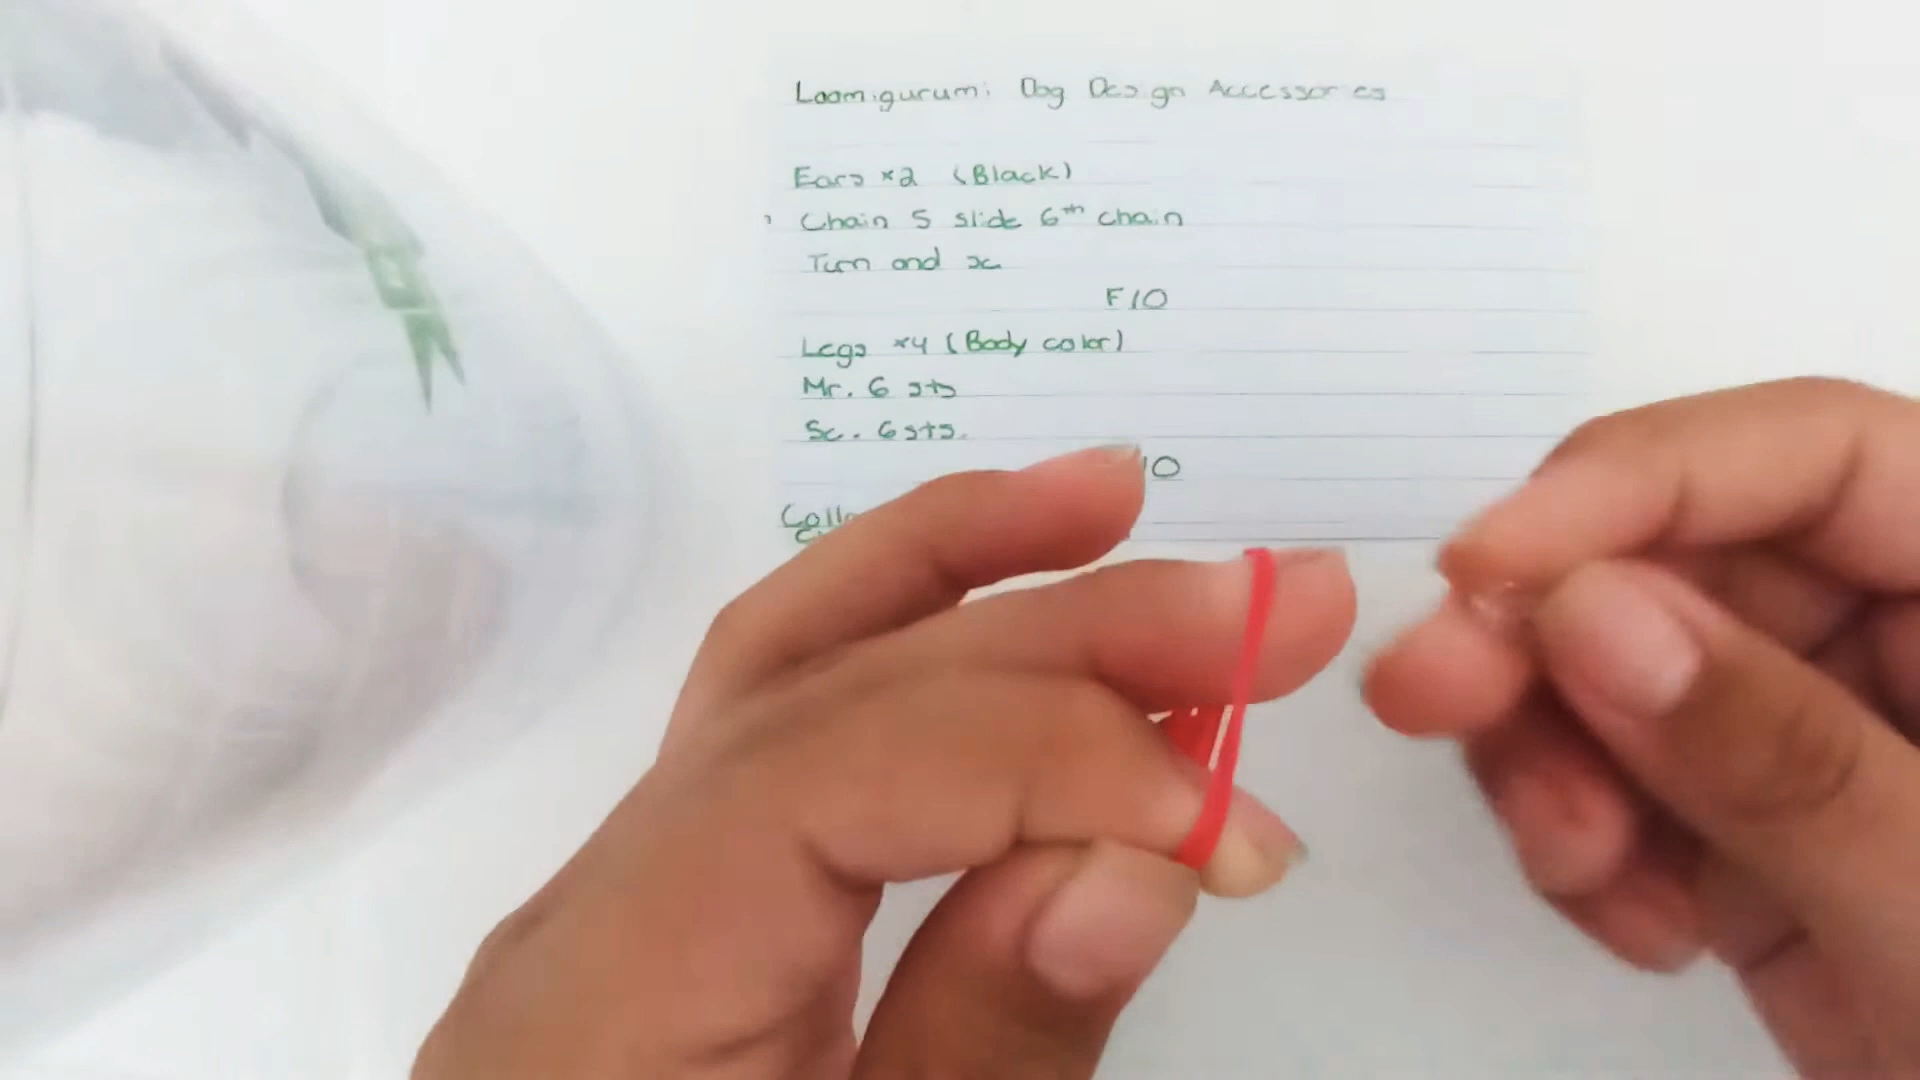 Loomigurumi Dog Design Accessories
Ears x2 (Black)
Chain 5 slide 6th chain
Turn and sc
F/O
Legs x4 (Body color)
Mr. 6 sts
Sc. 6 sts.
/O
Colla